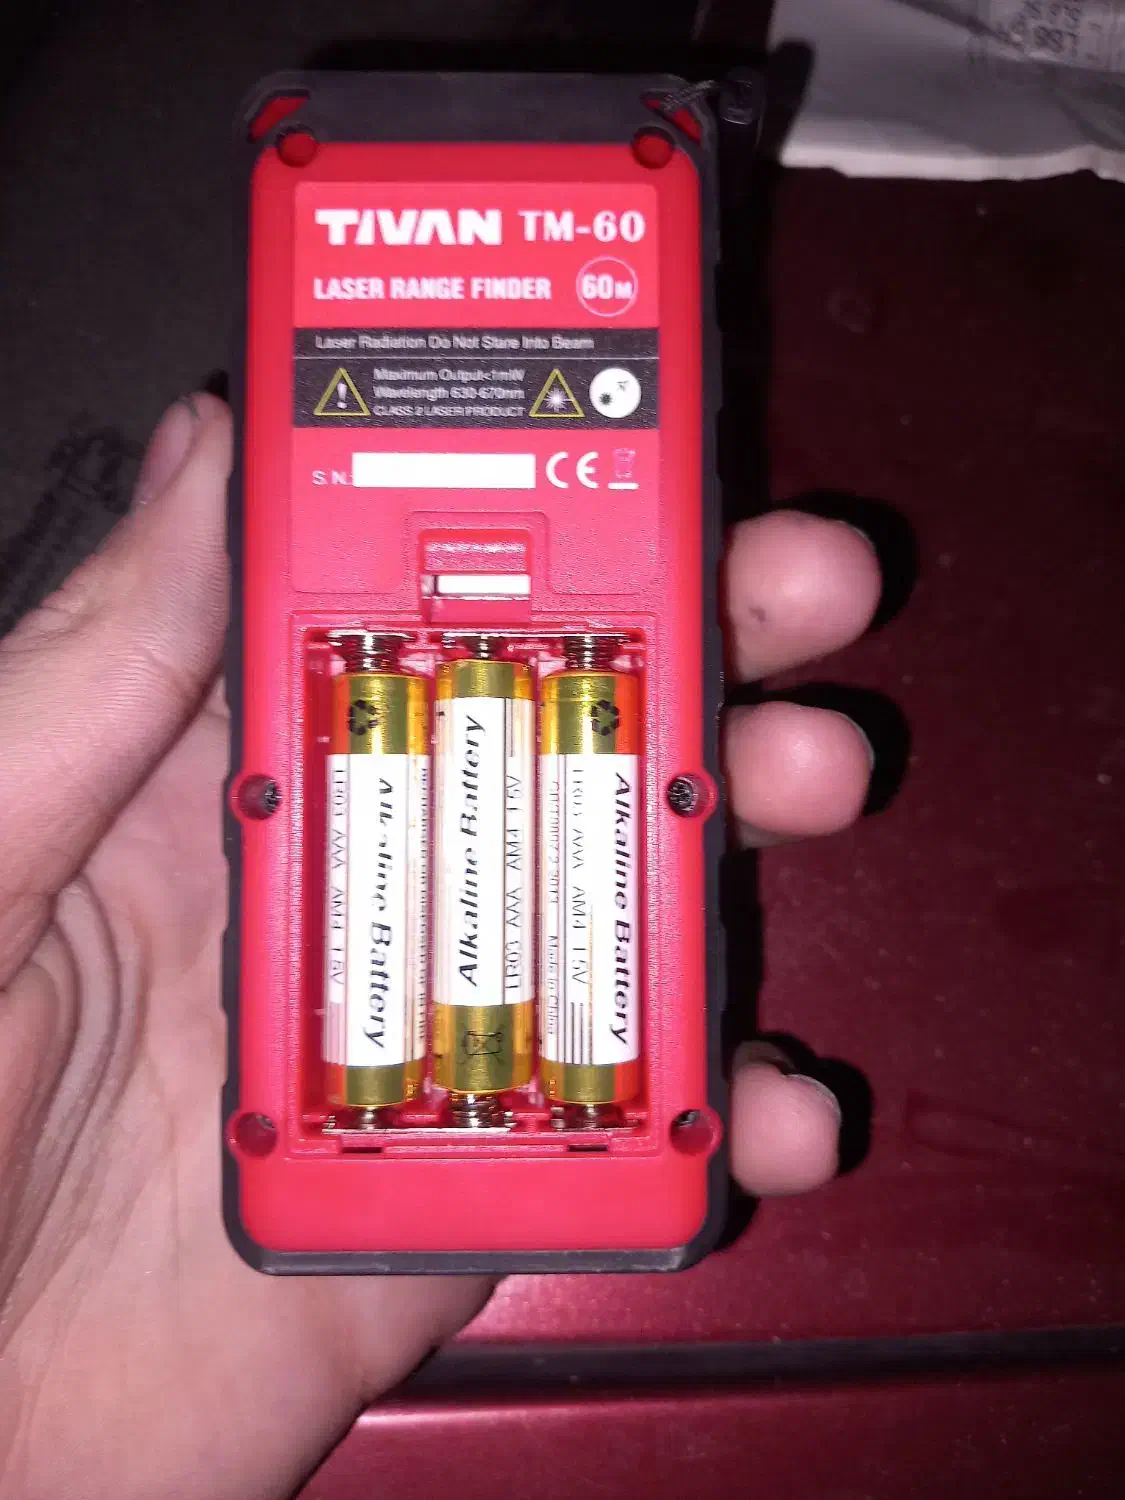 TIVAN TM-60
LASER RANGE FINDER 60M
Laser Radiation Do Not Stare Into Beam
Maximum Output<1mW
Wavelength 630-670nm
CLASS 2 LASER PRODUCT
S.N.:
CE
Alkaline Battery
LR03 AAA AM4 1.5V
Alkaline Battery
LR03 AAA AM4 1.5V
Alkaline Battery
LR03 AAA AM4 1.5V
Made in China